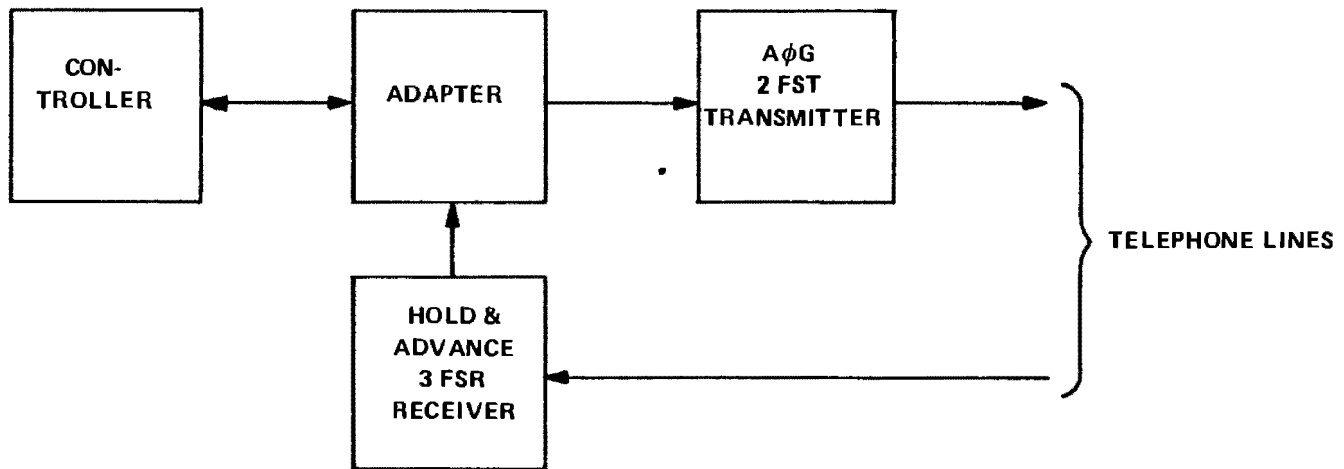 CON-
TROLLER
ADAPTER
AϕG
2 FST
TRANSMITTER
TELEPHONE LINES
HOLD &
ADVANCE
3 FSR
RECEIVER